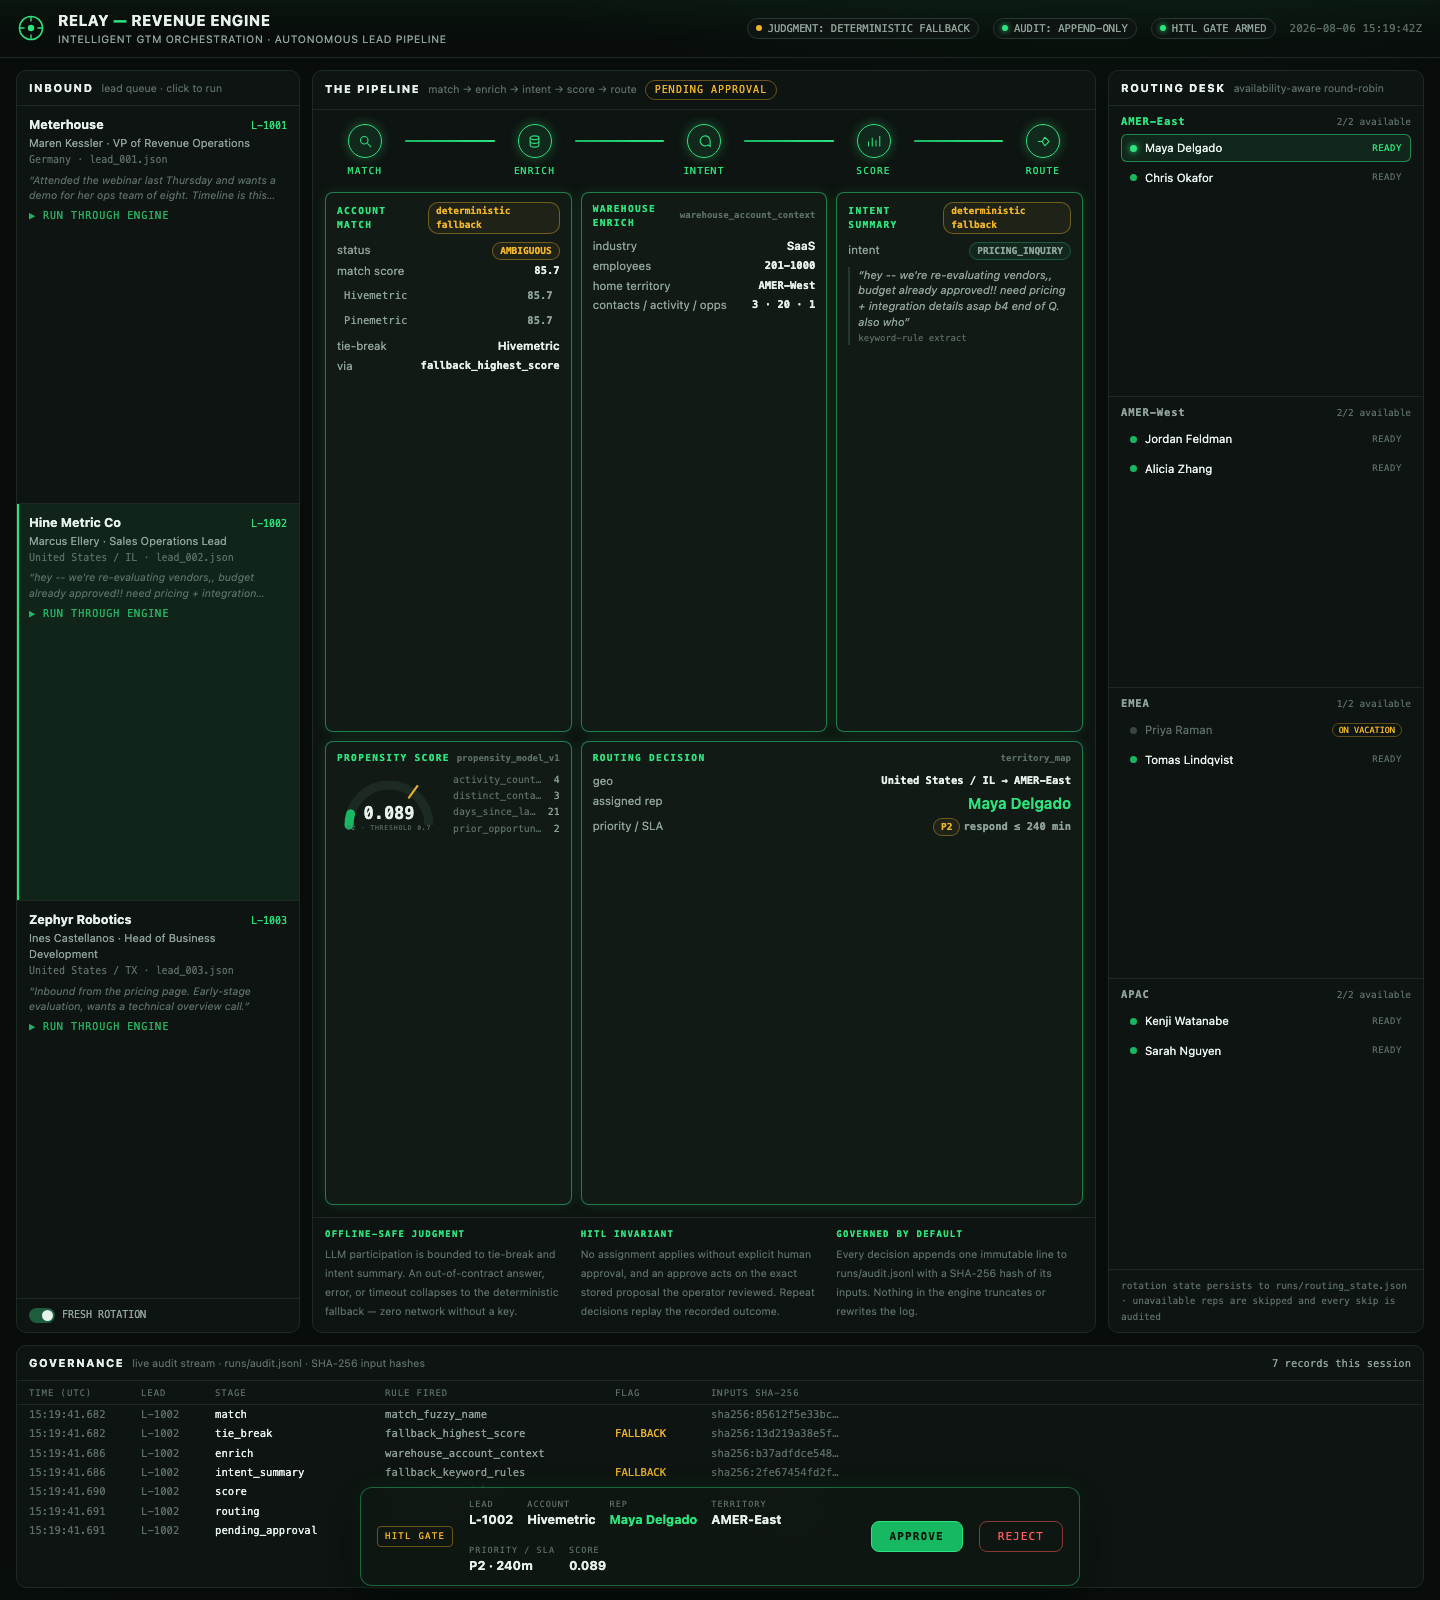 RELAY — REVENUE ENGINE
INTELLIGENT GTM ORCHESTRATION · AUTONOMOUS LEAD PIPELINE
JUDGMENT: DETERMINISTIC FALLBACK
AUDIT: APPEND-ONLY
HITL GATE ARMED
2026-08-06 15:19:42Z
INBOUND lead queue · click to run
Meterhouse L-1001
Maren Kessler · VP of Revenue Operations
Germany · lead_001.json
“Attended the webinar last Thursday and wants a
demo for her ops team of eight. Timeline is this…
▶ RUN THROUGH ENGINE
Hine Metric Co L-1002
Marcus Ellery · Sales Operations Lead
United States / IL · lead_002.json
“hey -- we're re-evaluating vendors,, budget
already approved!! need pricing + integration…
▶ RUN THROUGH ENGINE
Zephyr Robotics L-1003
Ines Castellanos · Head of Business
Development
United States / TX · lead_003.json
“Inbound from the pricing page. Early-stage
evaluation, wants a technical overview call.”
▶ RUN THROUGH ENGINE
FRESH ROTATION
THE PIPELINE match → enrich → intent → score → route PENDING APPROVAL
MATCH ENRICH INTENT SCORE ROUTE
ACCOUNT
MATCH
deterministic
fallback
status AMBIGUOUS
match score 85.7
Hivemetric 85.7
Pinemetric 85.7
tie-break Hivemetric
via fallback_highest_score
WAREHOUSE
ENRICH
warehouse_account_context
industry SaaS
employees 201-1000
home territory AMER-West
contacts / activity / opps 3 · 20 · 1
INTENT
SUMMARY
deterministic
fallback
intent PRICING_INQUIRY
“hey -- we're re-evaluating vendors,,
budget already approved!! need pricing
+ integration details asap b4 end of Q.
also who”
keyword-rule extract
PROPENSITY SCORE propensity_model_v1
0.089
· THRESHOLD 0.7
activity_count… 4
distinct_conta… 3
days_since_la… 21
prior_opportun… 2
ROUTING DECISION territory_map
geo United States / IL → AMER-East
assigned rep Maya Delgado
priority / SLA P2 respond ≤ 240 min
OFFLINE-SAFE JUDGMENT
LLM participation is bounded to tie-break and
intent summary. An out-of-contract answer,
error, or timeout collapses to the deterministic
fallback — zero network without a key.
HITL INVARIANT
No assignment applies without explicit human
approval, and an approve acts on the exact
stored proposal the operator reviewed. Repeat
decisions replay the recorded outcome.
GOVERNED BY DEFAULT
Every decision appends one immutable line to
runs/audit.jsonl with a SHA-256 hash of its
inputs. Nothing in the engine truncates or
rewrites the log.
ROUTING DESK availability-aware round-robin
AMER-East 2/2 available
Maya Delgado READY
Chris Okafor READY
AMER-West 2/2 available
Jordan Feldman READY
Alicia Zhang READY
EMEA 1/2 available
Priya Raman ON VACATION
Tomas Lindqvist READY
APAC 2/2 available
Kenji Watanabe READY
Sarah Nguyen READY
rotation state persists to runs/routing_state.json
· unavailable reps are skipped and every skip is
audited
GOVERNANCE live audit stream · runs/audit.jsonl · SHA-256 input hashes 7 records this session
TIME (UTC) LEAD STAGE RULE FIRED FLAG INPUTS SHA-256
15:19:41.682 L-1002 match match_fuzzy_name sha256:85612f5e33bc…
15:19:41.682 L-1002 tie_break fallback_highest_score FALLBACK sha256:13d219a38e5f…
15:19:41.686 L-1002 enrich warehouse_account_context sha256:b37adfdce548…
15:19:41.686 L-1002 intent_summary fallback_keyword_rules FALLBACK sha256:2fe67454fd2f…
15:19:41.690 L-1002 score
15:19:41.691 L-1002 routing
15:19:41.691 L-1002 pending_approval
HITL GATE
LEAD ACCOUNT REP TERRITORY
L-1002 Hivemetric Maya Delgado AMER-East
PRIORITY / SLA SCORE
P2 · 240m 0.089
APPROVE
REJECT